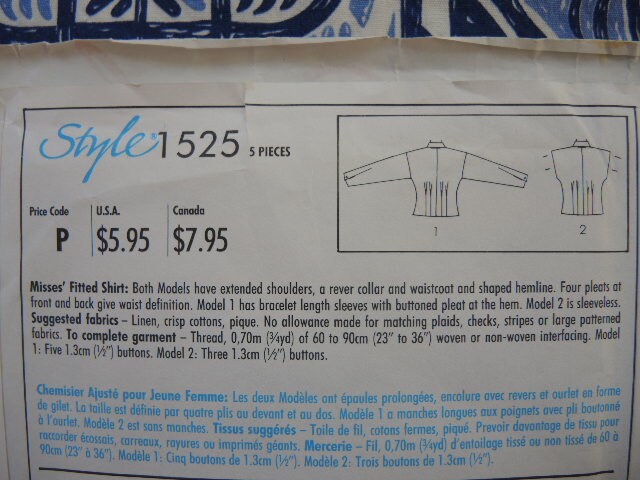 Style 1525 5 PIECES
Price Code
P
U.S.A.
$5.95
Canada
$7.95
1
2
Misses' Fitted Shirt: Both Models have extended shoulders, a rever collar and waistcoat and shaped hemline. Four pleats at
front and back give waist definition. Model 1 has bracelet length sleeves with buttoned pleat at the hem. Model 2 is sleeveless.
Suggested fabrics – Linen, crisp cottons, pique. No allowance made for matching plaids, checks, stripes or large patterned
fabrics. To complete garment – Thread, 0,70m (¾yd) of 60 to 90cm (23" to 36") woven or non-woven interfacing. Model
1: Five 1.3cm (½") buttons. Model 2: Three 1.3cm (½") buttons.
Chemisier Ajusté pour Jeune Femme: Les deux Modèles ont épaules prolongées, encolure avec revers et ourlet en forme
de gilet. La taille est définie par quatre plis au devant et au dos. Modèle 1 a manches longues aux poignets avec pli boutonné
à l'ourlet. Modèle 2 est sans manches. Tissus suggérés – Toile de fil, cotons fermes, piqué. Prevoir davantage de tissu pour
raccorder écossais, carreaux, rayures ou imprimés géants. Mercerie – Fil, 0,70m (¾yd) d'entoilage tissé ou non tissé de 60 à
90cm (23" à 36"). Modèle 1: Cinq boutons de 1.3cm (½"). Modèle 2: Trois boutons de 1.3cm (½").